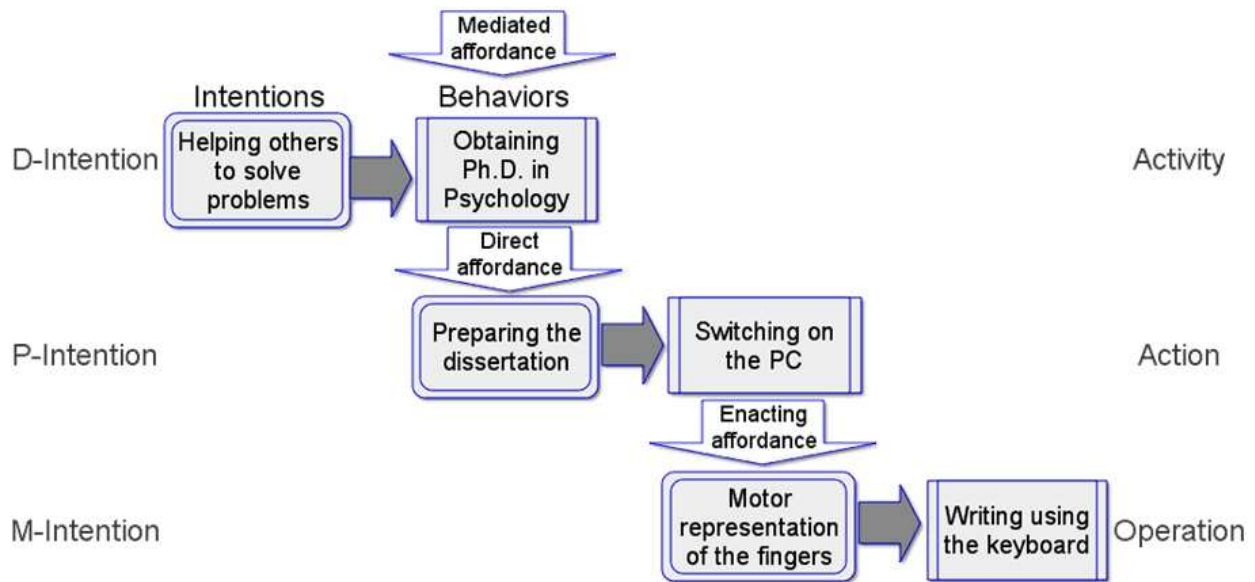 Mediated
affordance
Intentions
Behaviors
D-Intention
Helping others
to solve
problems
Obtaining
Ph.D. in
Psychology
Activity
Direct
affordance
P-Intention
Preparing the
dissertation
Switching on
the PC
Action
Enacting
affordance
M-Intention
Motor
representation
of the fingers
Writing using
the keyboard
Operation